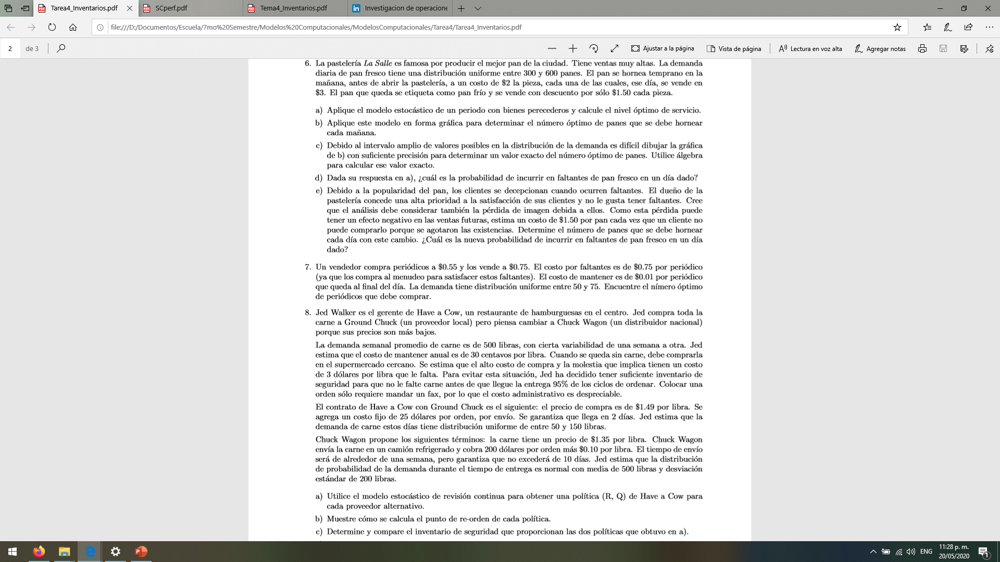 Tarea4_Inventarios.pdf
SCperf.pdf
Tema4_Inventarios.pdf
Investigacion de operacione
file:///D:/Documentos/Escuela/7mo%20Semestre/Modelos%20Computacionales/ModelosComputacionales/Tarea4/Tarea4_Inventarios.pdf
2 de 3
Ajustar a la página
Vista de página
Lectura en voz alta
Agregar notas
6. La pastelería La Salle es famosa por producir el mejor pan de la ciudad. Tiene ventas muy altas. La demanda
diaria de pan fresco tiene una distribución uniforme entre 300 y 600 panes. El pan se hornea temprano en la
mañana, antes de abrir la pastelería, a un costo de $2 la pieza, cada una de las cuales, ese día, se vende en
$3. El pan que queda se etiqueta como pan frío y se vende con descuento por sólo $1.50 cada pieza.
a) Aplique el modelo estocástico de un periodo con bienes perecederos y calcule el nivel óptimo de servicio.
b) Aplique este modelo en forma gráfica para determinar el número óptimo de panes que se debe hornear
cada mañana.
c) Debido al intervalo amplio de valores posibles en la distribución de la demanda es difícil dibujar la gráfica
de b) con suficiente precisión para determinar un valor exacto del número óptimo de panes. Utilice álgebra
para calcular ese valor exacto.
d) Dada su respuesta en a), ¿cuál es la probabilidad de incurrir en faltantes de pan fresco en un día dado?
e) Debido a la popularidad del pan, los clientes se decepcionan cuando ocurren faltantes. El dueño de la
pastelería concede una alta prioridad a la satisfacción de sus clientes y no le gusta tener faltantes. Cree
que el análisis debe considerar también la pérdida de imagen debida a ellos. Como esta pérdida puede
tener un efecto negativo en las ventas futuras, estima un costo de $1.50 por pan cada vez que un cliente no
puede comprarlo porque se agotaron las existencias. Determine el número de panes que se debe hornear
cada día con este cambio. ¿Cuál es la nueva probabilidad de incurrir en faltantes de pan fresco en un día
dado?
7. Un vendedor compra periódicos a $0.55 y los vende a $0.75. El costo por faltantes es de $0.75 por periódico
(ya que los compra al menudeo para satisfacer estos faltantes). El costo de mantener es de $0.01 por periódico
que queda al final del día. La demanda tiene distribución uniforme entre 50 y 75. Encuentre el nímero óptimo
de periódicos que debe comprar.
8. Jed Walker es el gerente de Have a Cow, un restaurante de hamburguesas en el centro. Jed compra toda la
carne a Ground Chuck (un proveedor local) pero piensa cambiar a Chuck Wagon (un distribuidor nacional)
porque sus precios son más bajos.
La demanda semanal promedio de carne es de 500 libras, con cierta variabilidad de una semana a otra. Jed
estima que el costo de mantener anual es de 30 centavos por libra. Cuando se queda sin carne, debe comprarla
en el supermercado cercano. Se estima que el alto costo de compra y la molestia que implica tienen un costo
de 3 dólares por libra que le falta. Para evitar esta situación, Jed ha decidido tener suficiente inventario de
seguridad para que no le falte carne antes de que llegue la entrega 95% de los ciclos de ordenar. Colocar una
orden sólo requiere mandar un fax, por lo que el costo administrativo es despreciable.
El contrato de Have a Cow con Ground Chuck es el siguiente: el precio de compra es de $1.49 por libra. Se
agrega un costo fijo de 25 dólares por orden, por envío. Se garantiza que llega en 2 días. Jed estima que la
demanda de carne estos días tiene distribución uniforme de entre 50 y 150 libras.
Chuck Wagon propone los siguientes términos: la carne tiene un precio de $1.35 por libra. Chuck Wagon
envía la carne en un camión refrigerado y cobra 200 dólares por orden más $0.10 por libra. El tiempo de envío
será de alrededor de una semana, pero garantiza que no excederá de 10 días. Jed estima que la distribución
de probabilidad de la demanda durante el tiempo de entrega es normal con media de 500 libras y desviación
estándar de 200 libras.
a) Utilice el modelo estocástico de revisión continua para obtener una política (R, Q) de Have a Cow para
cada proveedor alternativo.
b) Muestre cómo se calcula el punto de re-orden de cada política.
c) Determine y compare el inventario de seguridad que proporcionan las dos políticas que obtuvo en a).
ENG
11:28 p. m.
20/05/2020
1